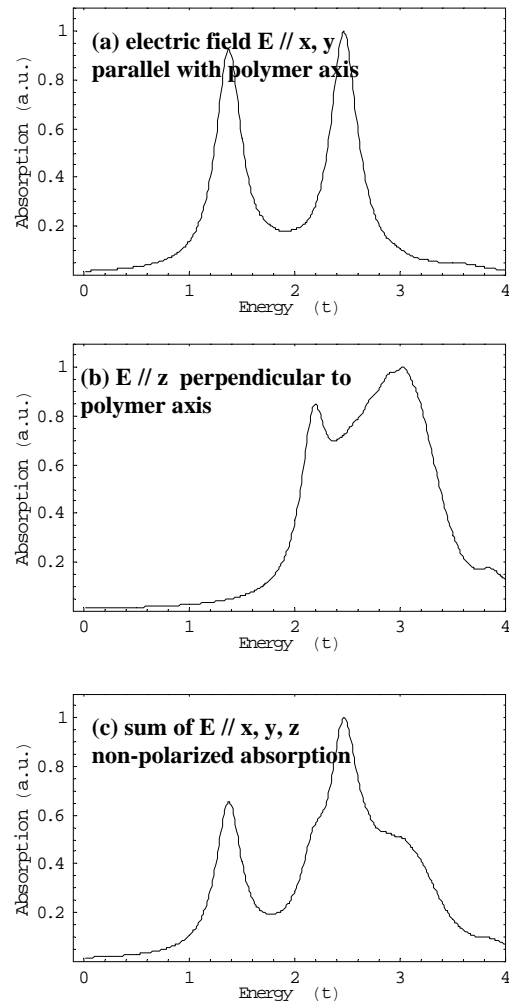 (a) electric field E // x, y
parallel with polymer axis
Absorption (a.u.)
1
0.8
0.6
0.4
0.2
0 1 2 3 4
Energy (t)
(b) E // z perpendicular to
polymer axis
Absorption (a.u.)
1
0.8
0.6
0.4
0.2
0 1 2 3 4
Energy (t)
(c) sum of E // x, y, z
non-polarized absorption
Absorption (a.u.)
1
0.8
0.6
0.4
0.2
0 1 2 3 4
Energy (t)